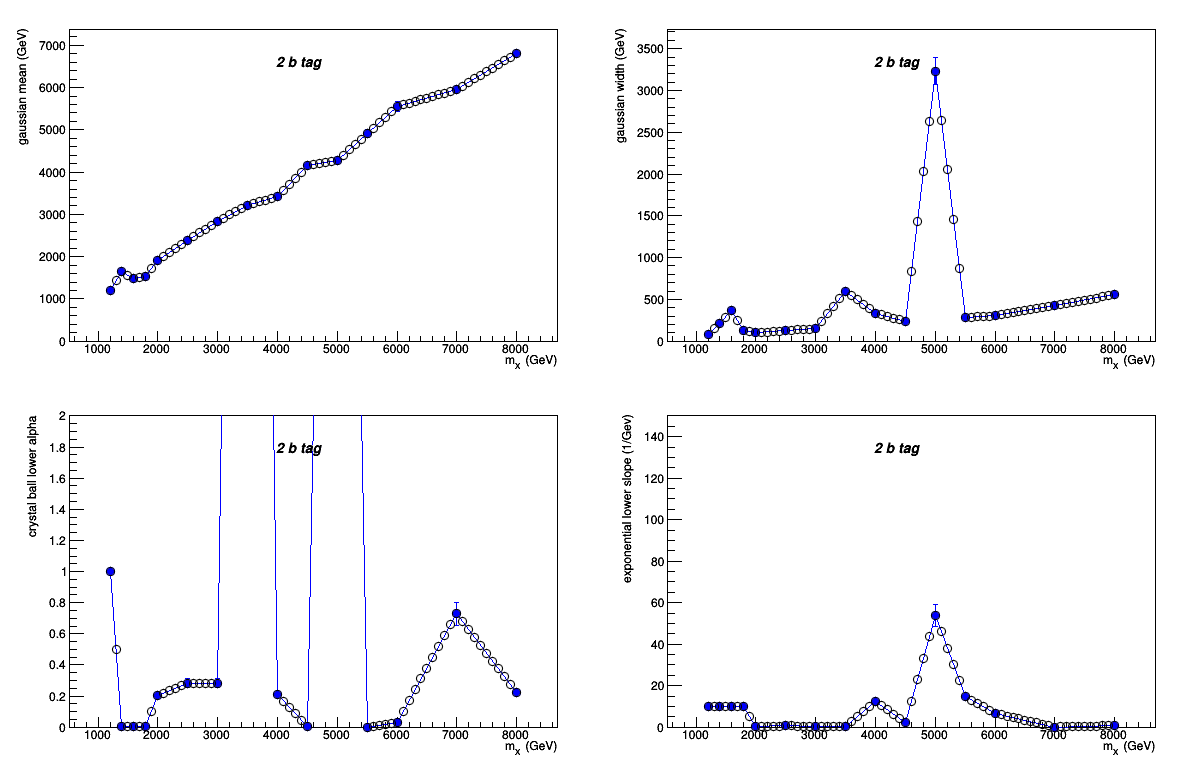 gaussian mean (GeV)
2 b tag
7000
6000
5000
4000
3000
2000
1000
0
1000 2000 3000 4000 5000 6000 7000 8000
m_x (GeV)
gaussian width (GeV)
2 b tag
3500
3000
2500
2000
1500
1000
500
0
1000 2000 3000 4000 5000 6000 7000 8000
m_x (GeV)
crystal ball lower alpha
2 b tag
2
1.8
1.6
1.4
1.2
1
0.8
0.6
0.4
0.2
0
1000 2000 3000 4000 5000 6000 7000 8000
m_x (GeV)
exponential lower slope (1/Gev)
2 b tag
140
120
100
80
60
40
20
0
1000 2000 3000 4000 5000 6000 7000 8000
m_x (GeV)